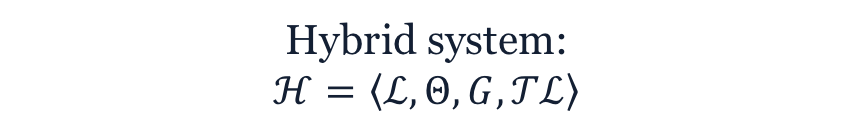 Hybrid system:
ℋ = ⟨ℒ, Θ, G, 𝒯ℒ⟩